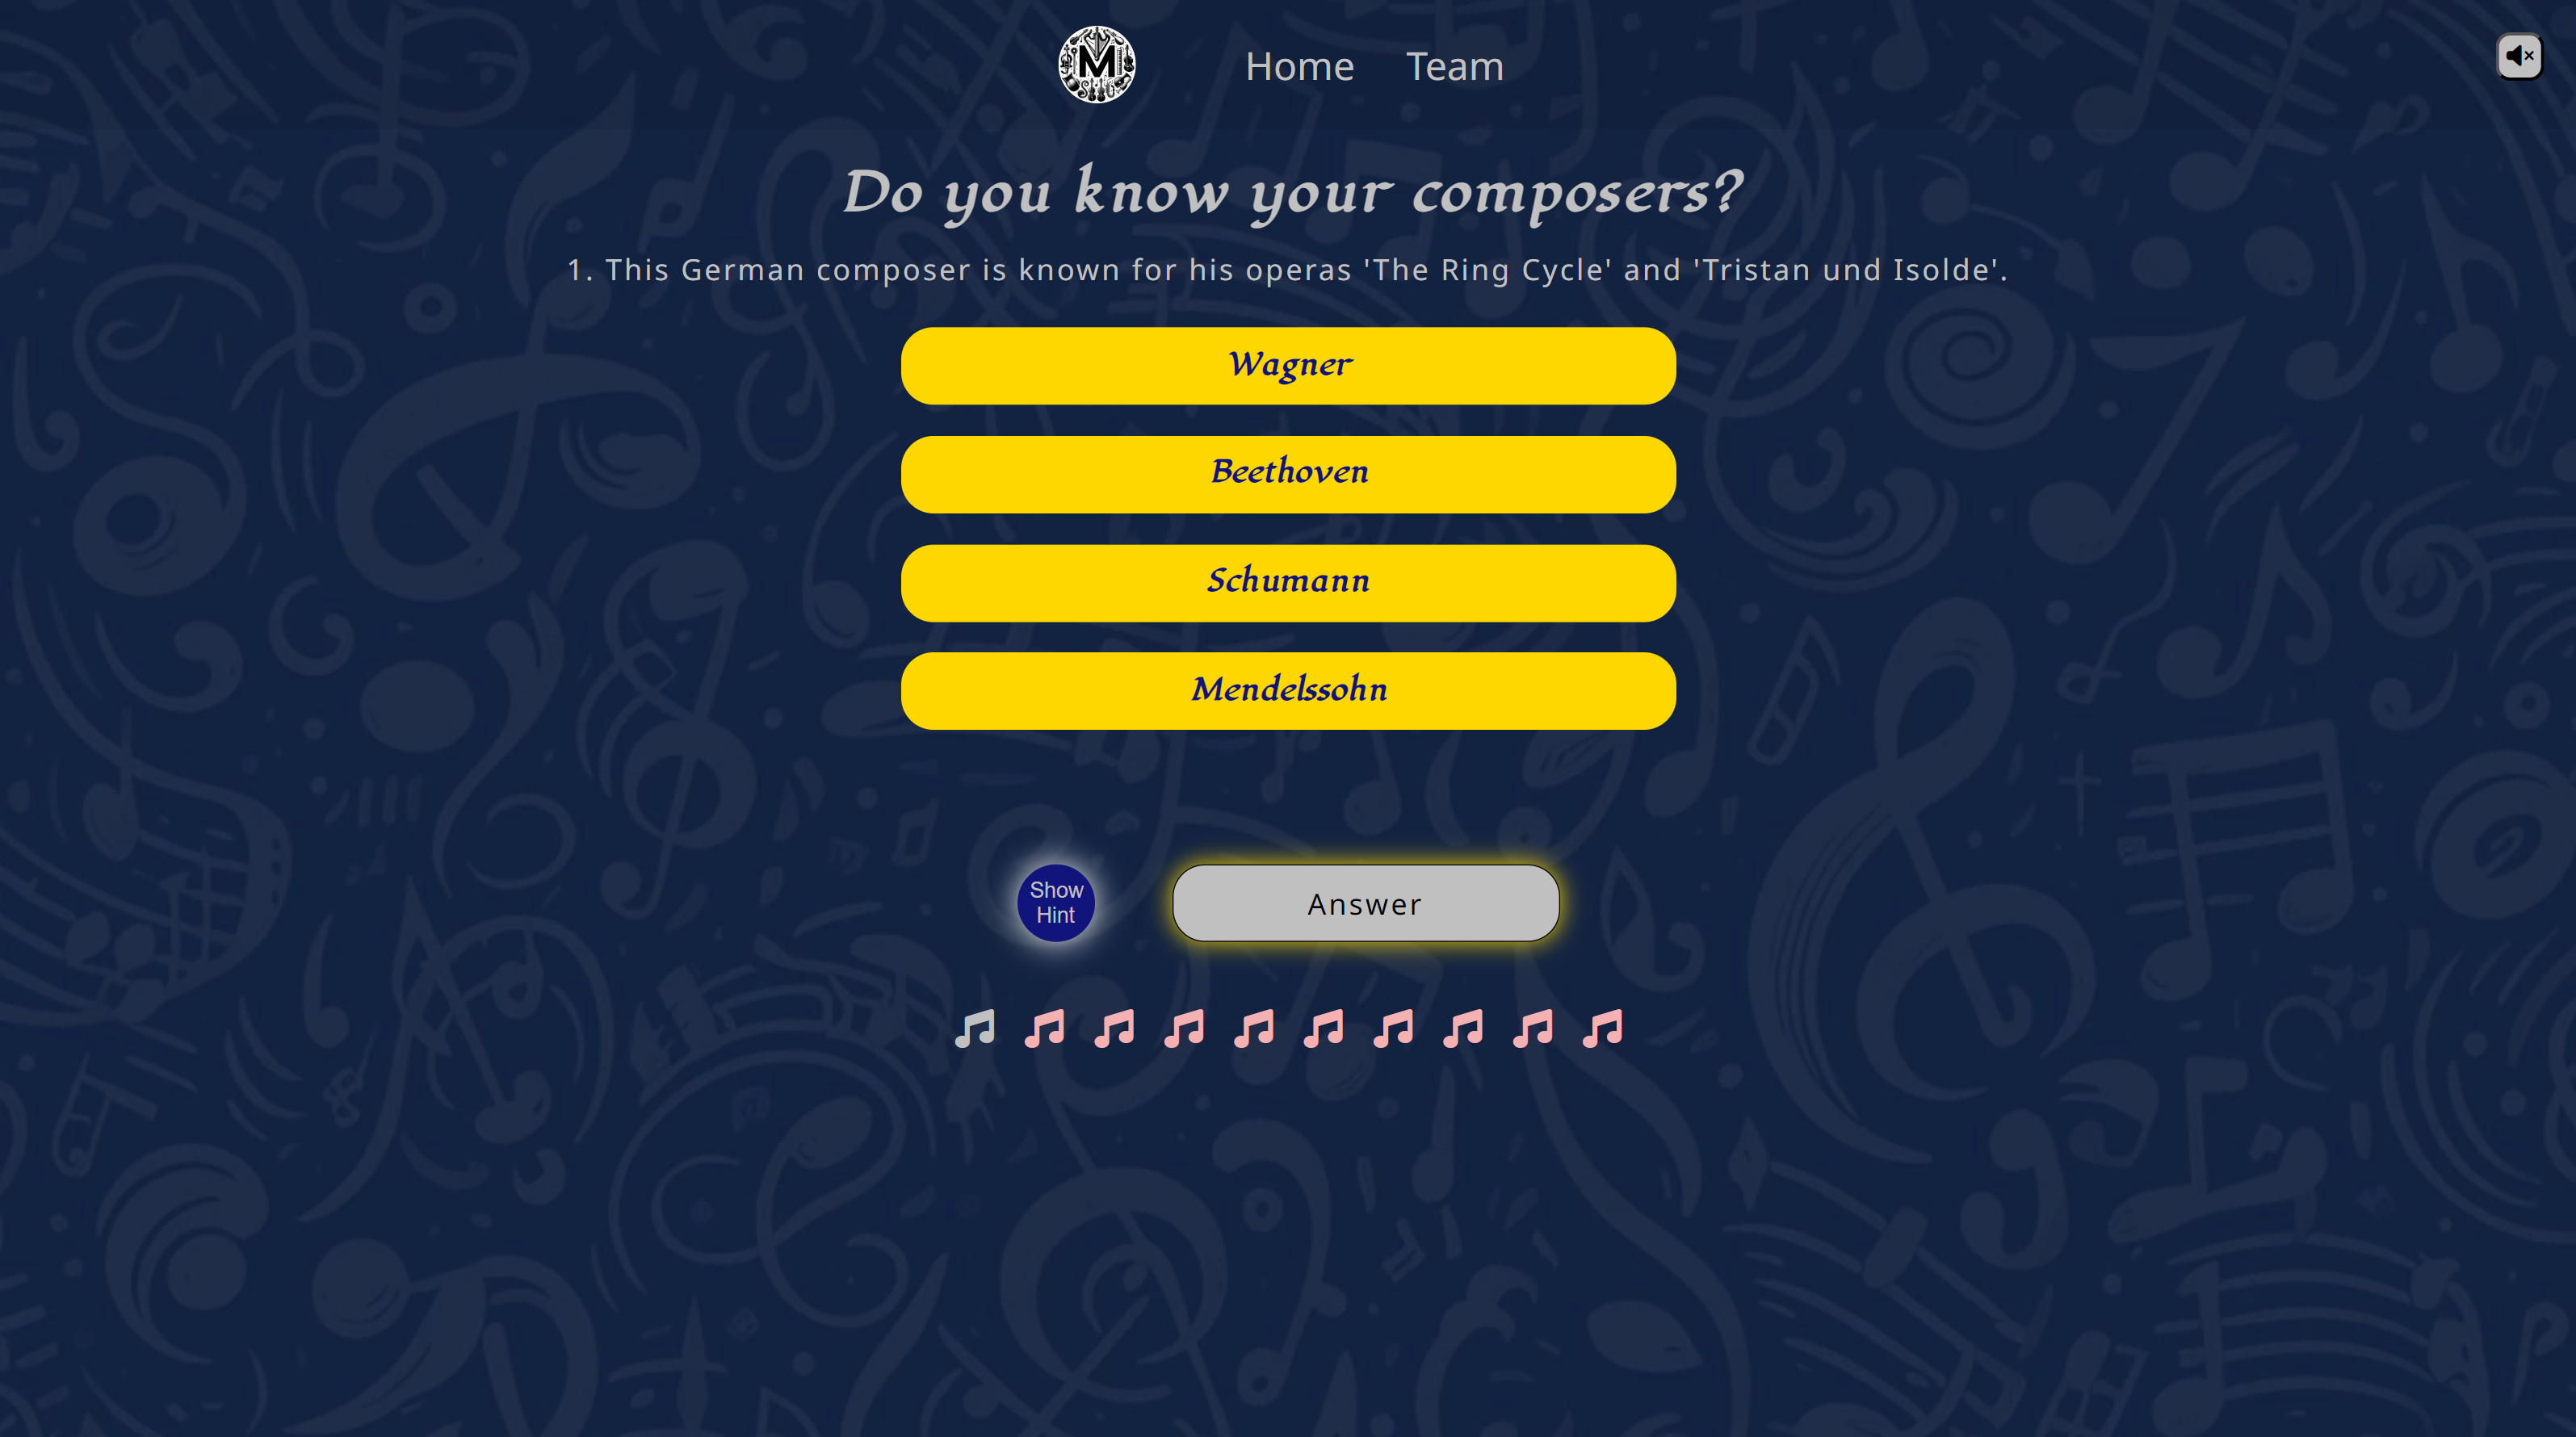 M
Home
Team
Do you know your composers?
1. This German composer is known for his operas 'The Ring Cycle' and 'Tristan und Isolde'.
Wagner
Beethoven
Schumann
Mendelssohn
Show
Hint
Answer